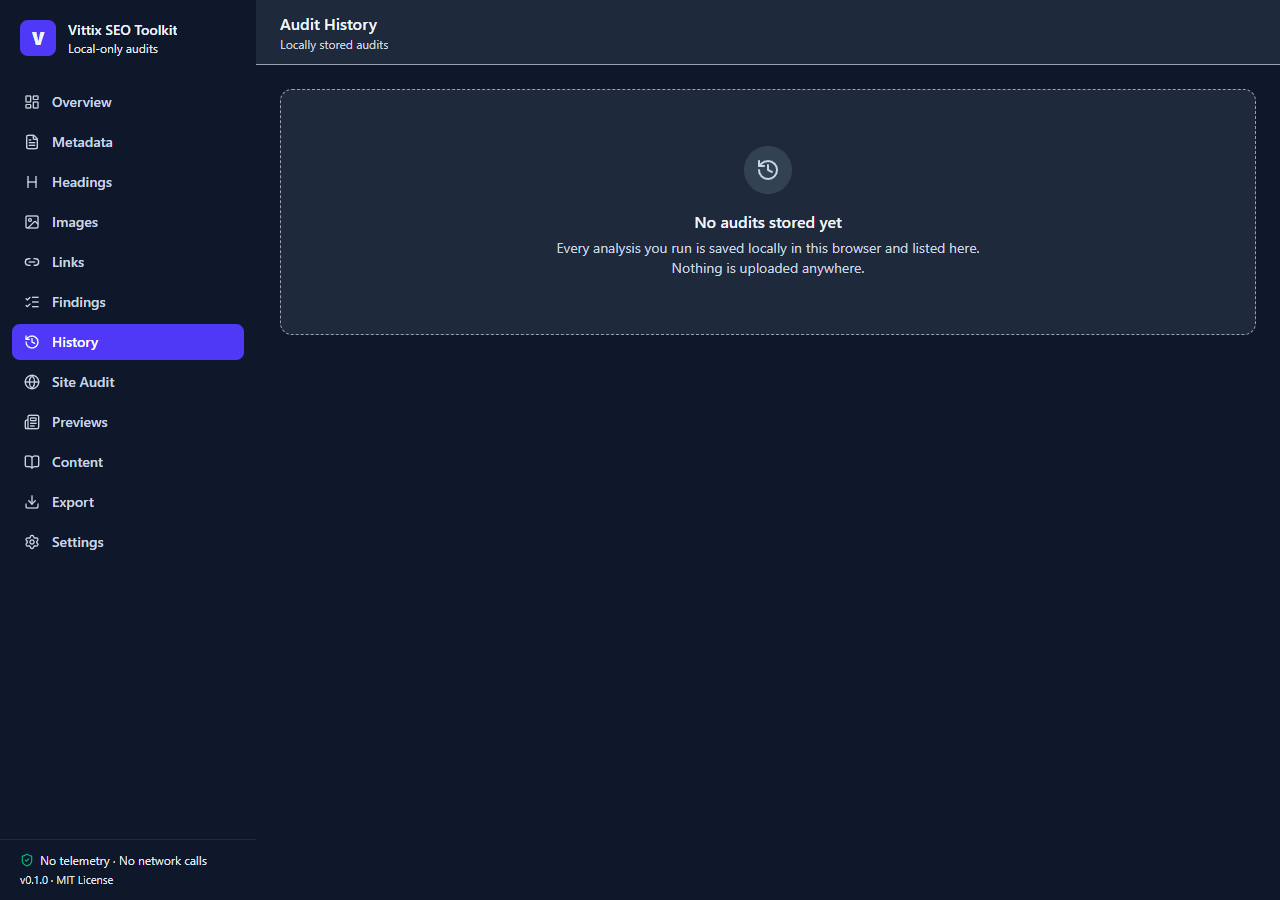 V
Vittix SEO Toolkit
Local-only audits
Overview
Metadata
Headings
Images
Links
Findings
History
Site Audit
Previews
Content
Export
Settings
No telemetry · No network calls
v0.1.0 · MIT License
Audit History
Locally stored audits
No audits stored yet
Every analysis you run is saved locally in this browser and listed here.
Nothing is uploaded anywhere.